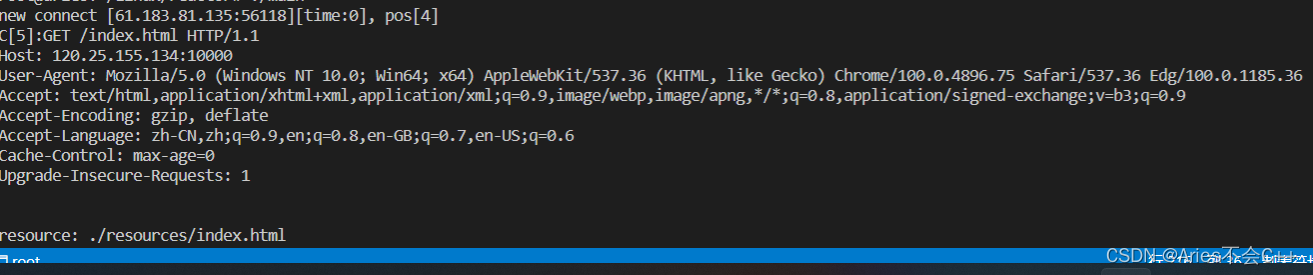 new connect [61.183.81.135:56118][time:0], pos[4]
C[5]:GET /index.html HTTP/1.1
Host: 120.25.155.134:10000
User-Agent: Mozilla/5.0 (Windows NT 10.0; Win64; x64) AppleWebKit/537.36 (KHTML, like Gecko) Chrome/100.0.4896.75 Safari/537.36 Edg/100.0.1185.36
Accept: text/html,application/xhtml+xml,application/xml;q=0.9,image/webp,image/apng,*/*;q=0.8,application/signed-exchange;v=b3;q=0.9
Accept-Encoding: gzip, deflate
Accept-Language: zh-CN,zh;q=0.9,en;q=0.8,en-GB;q=0.7,en-US;q=0.6
Cache-Control: max-age=0
Upgrade-Insecure-Requests: 1
resource: ./resources/index.html
root
CSDN @Aries不会C++